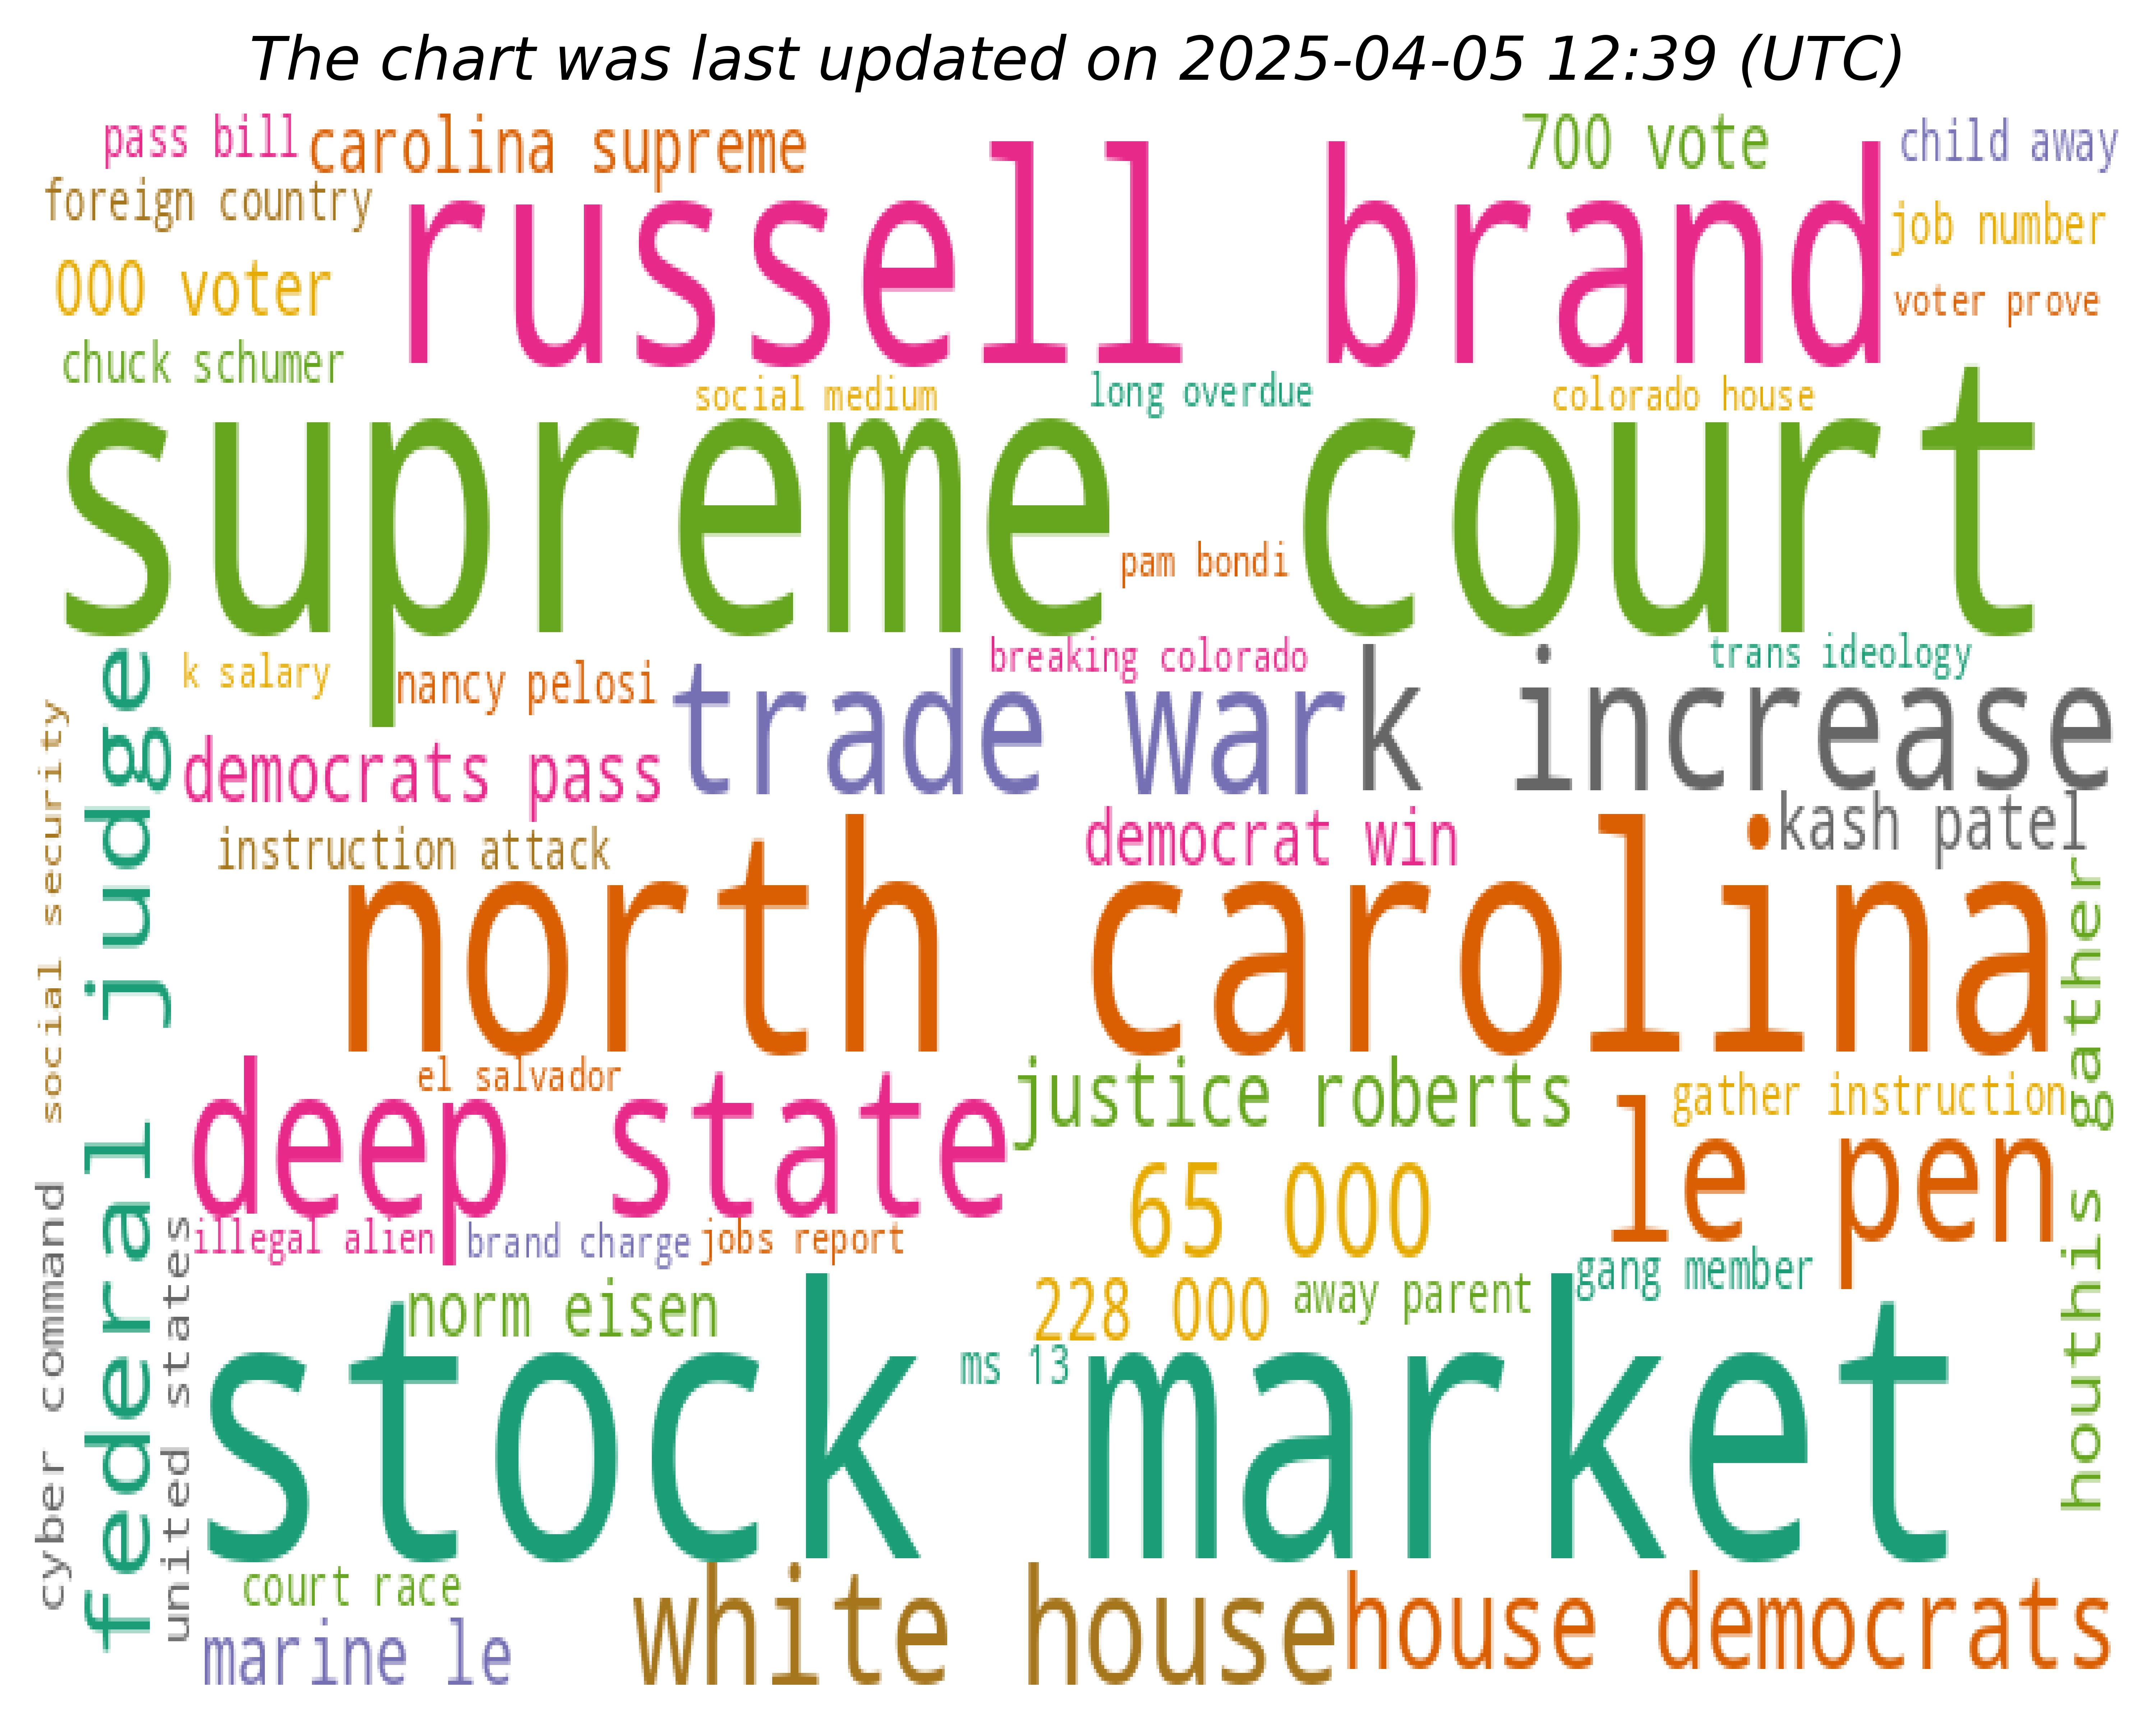 The chart was last updated on 2025-04-05 12:39 (UTC)
pass bill
carolina supreme
700 vote
child away
foreign country
russell brand
job number
000 voter
voter prove
chuck schumer
social medium
long overdue
colorado house
supreme court
pam bondi
k salary
nancy pelosi
breaking colorado
trans ideology
trade war
k increase
democrats pass
instruction attack
democrat win
kash patel
social security
federal judge
north carolina
el salvador
justice roberts
gather instruction
houthis gather
deep state
65 000
le pen
illegal alien
brand charge
jobs report
norm eisen
228 000
away parent
gang member
cyber command
united states
ms 13
stock market
court race
marine le
white house
house democrats